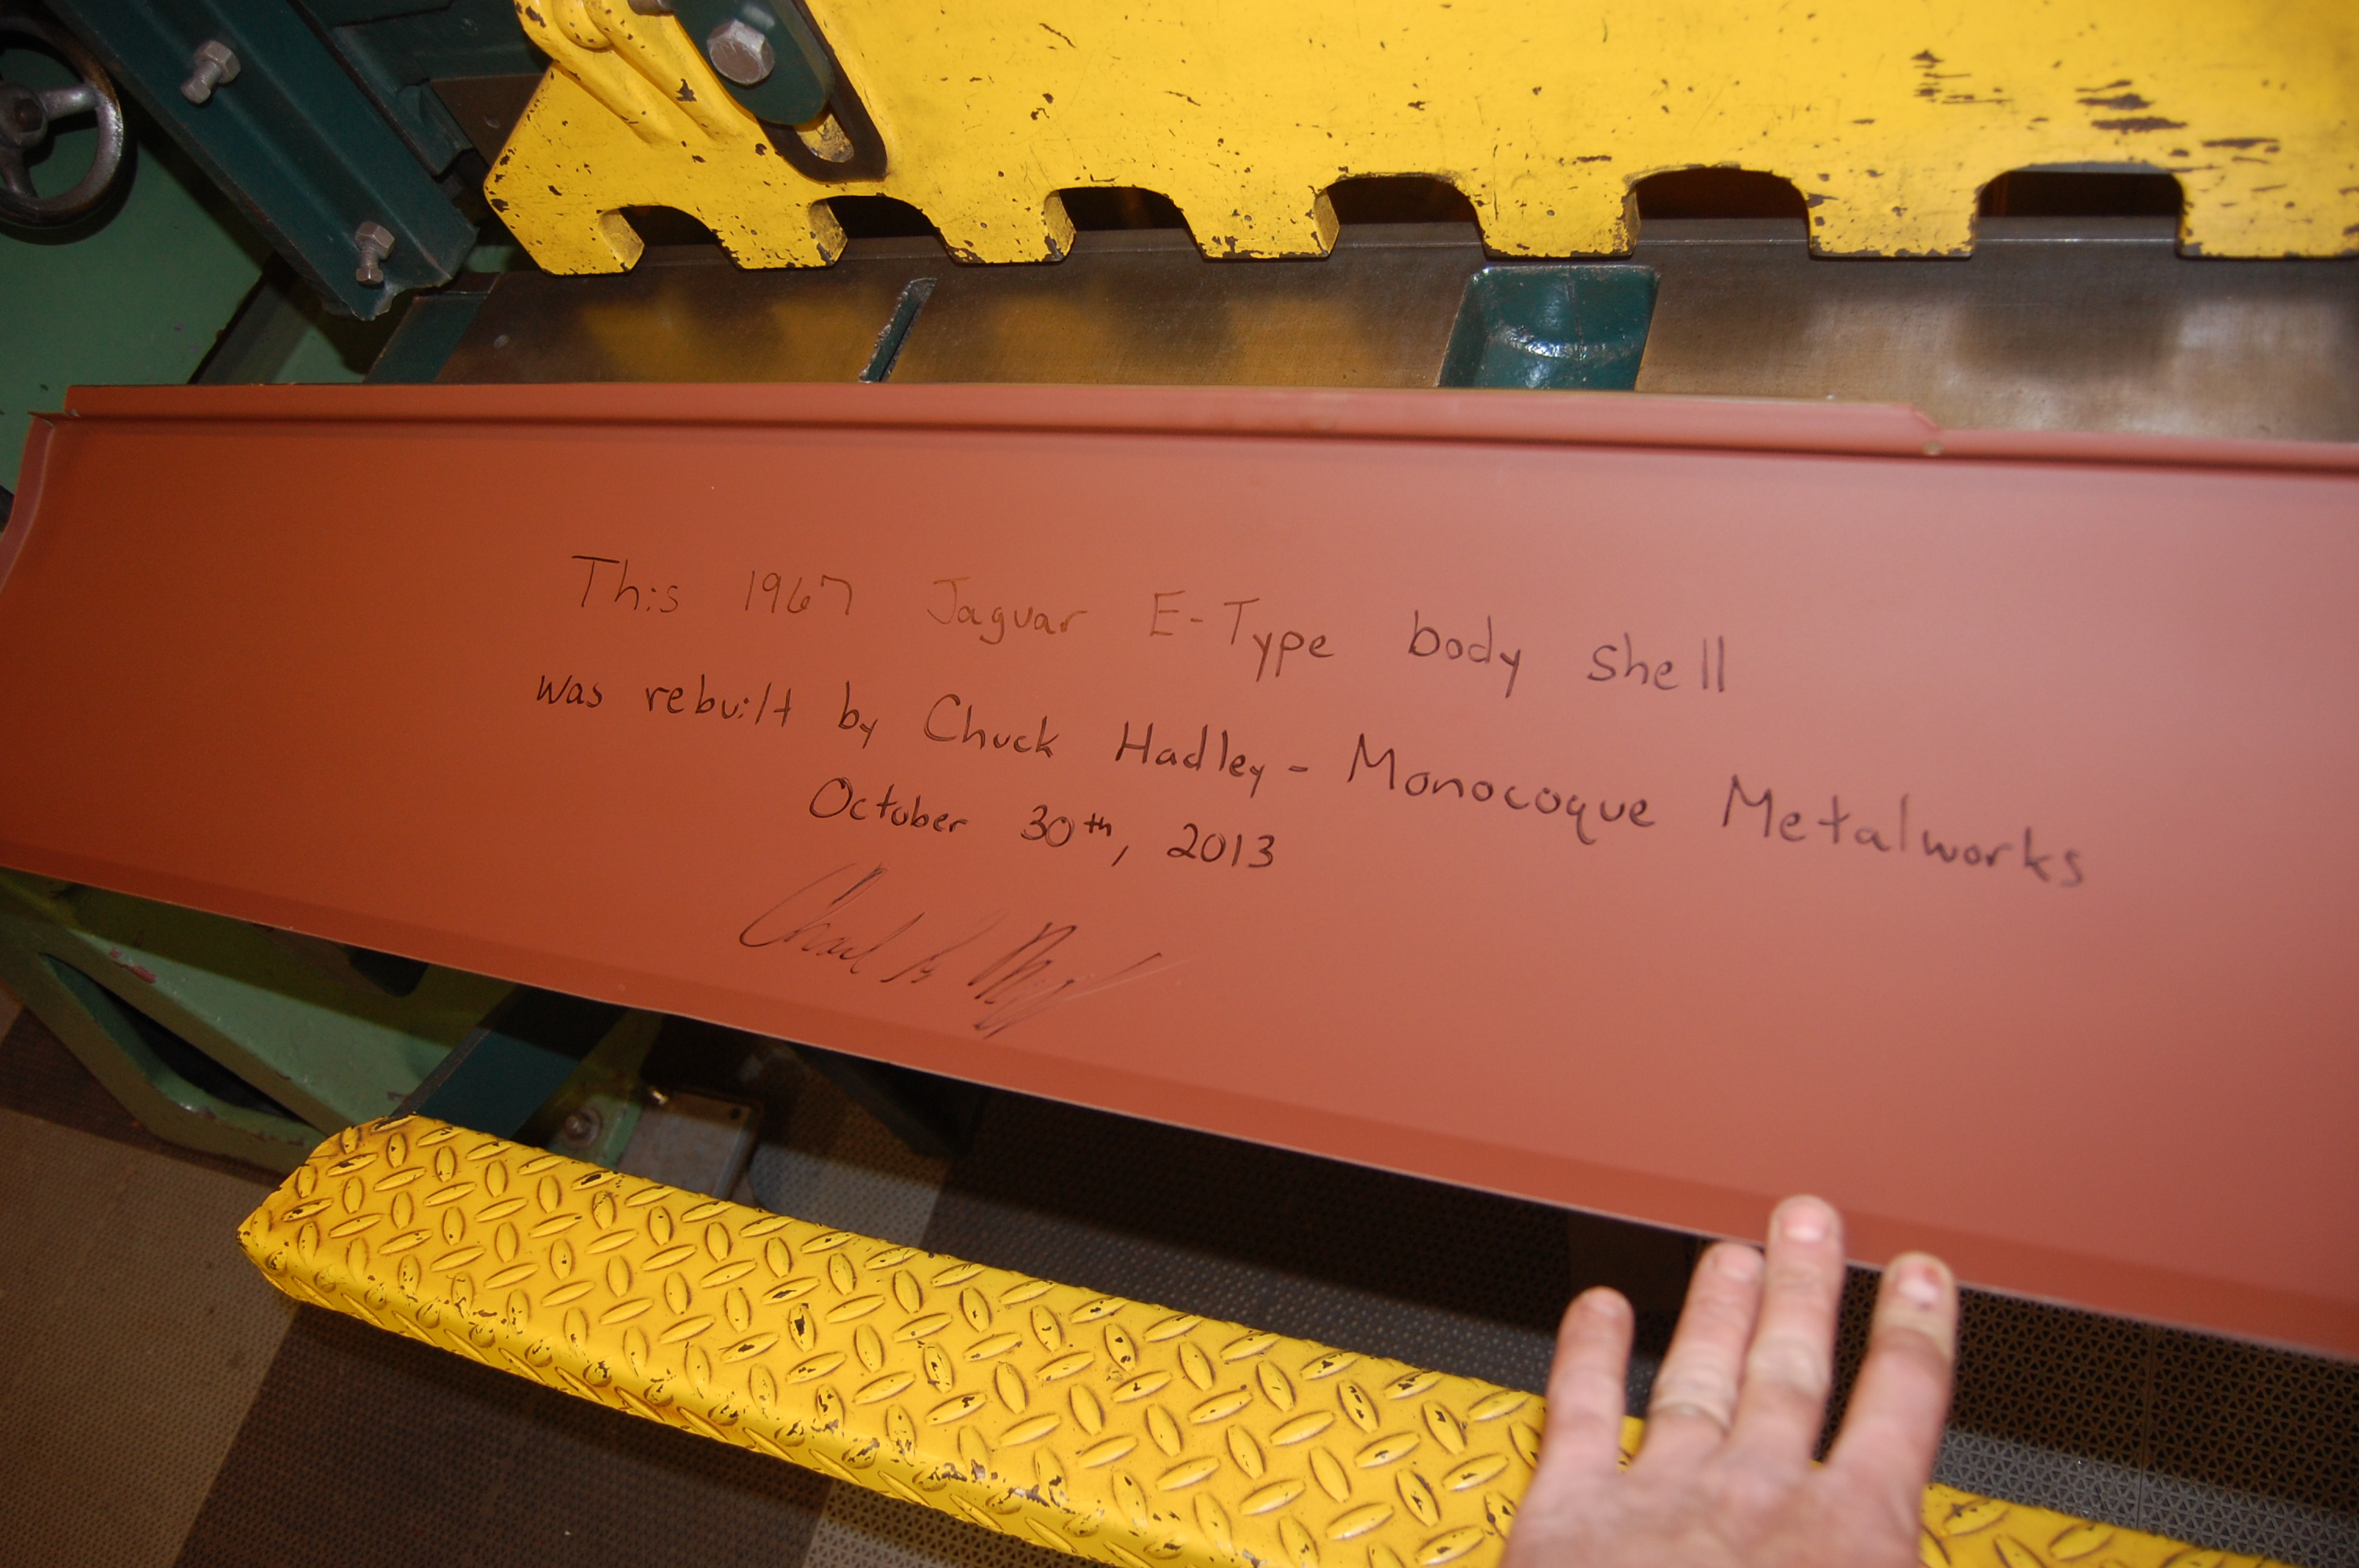 This 1967 Jaguar E-Type body shell
was rebuilt by Chuck Hadley - Monocoque Metalworks
October 30th, 2013